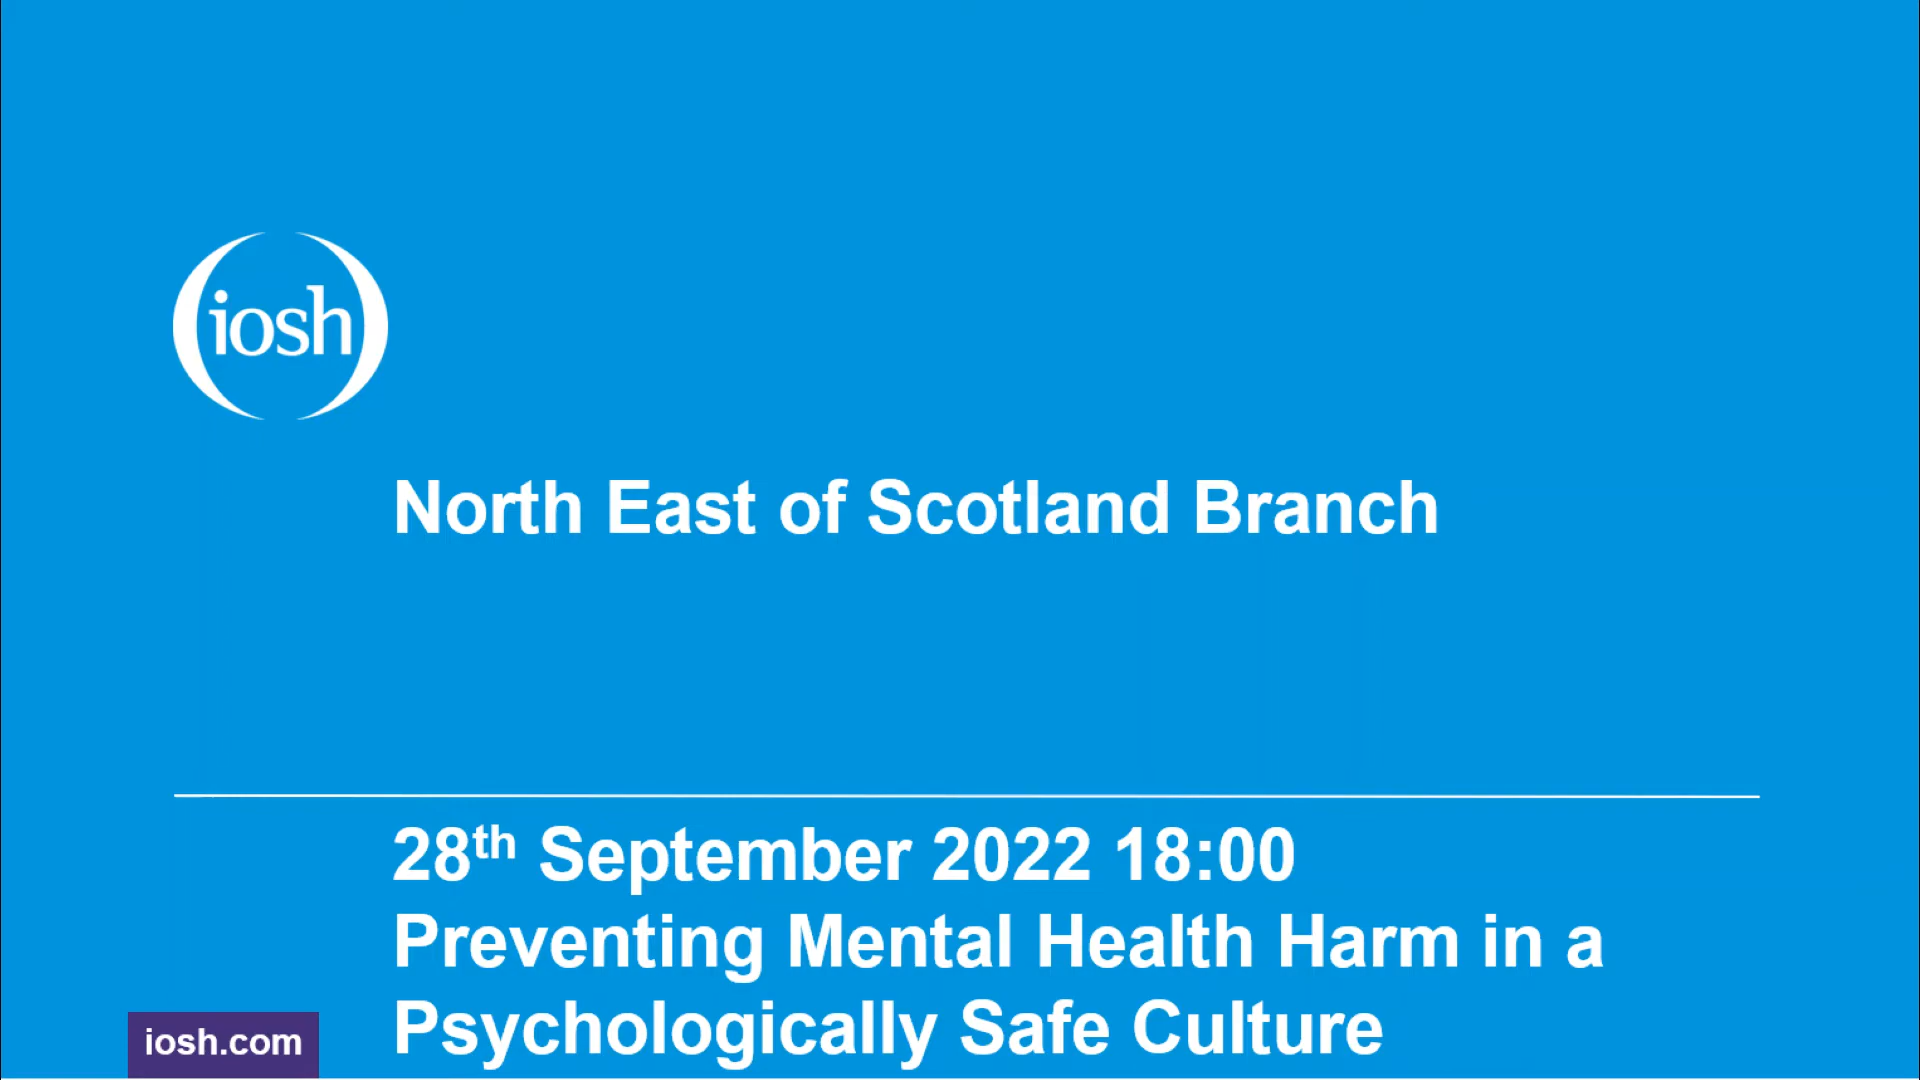 iosh
North East of Scotland Branch
28th September 2022 18:00
Preventing Mental Health Harm in a
Psychologically Safe Culture
iosh.com